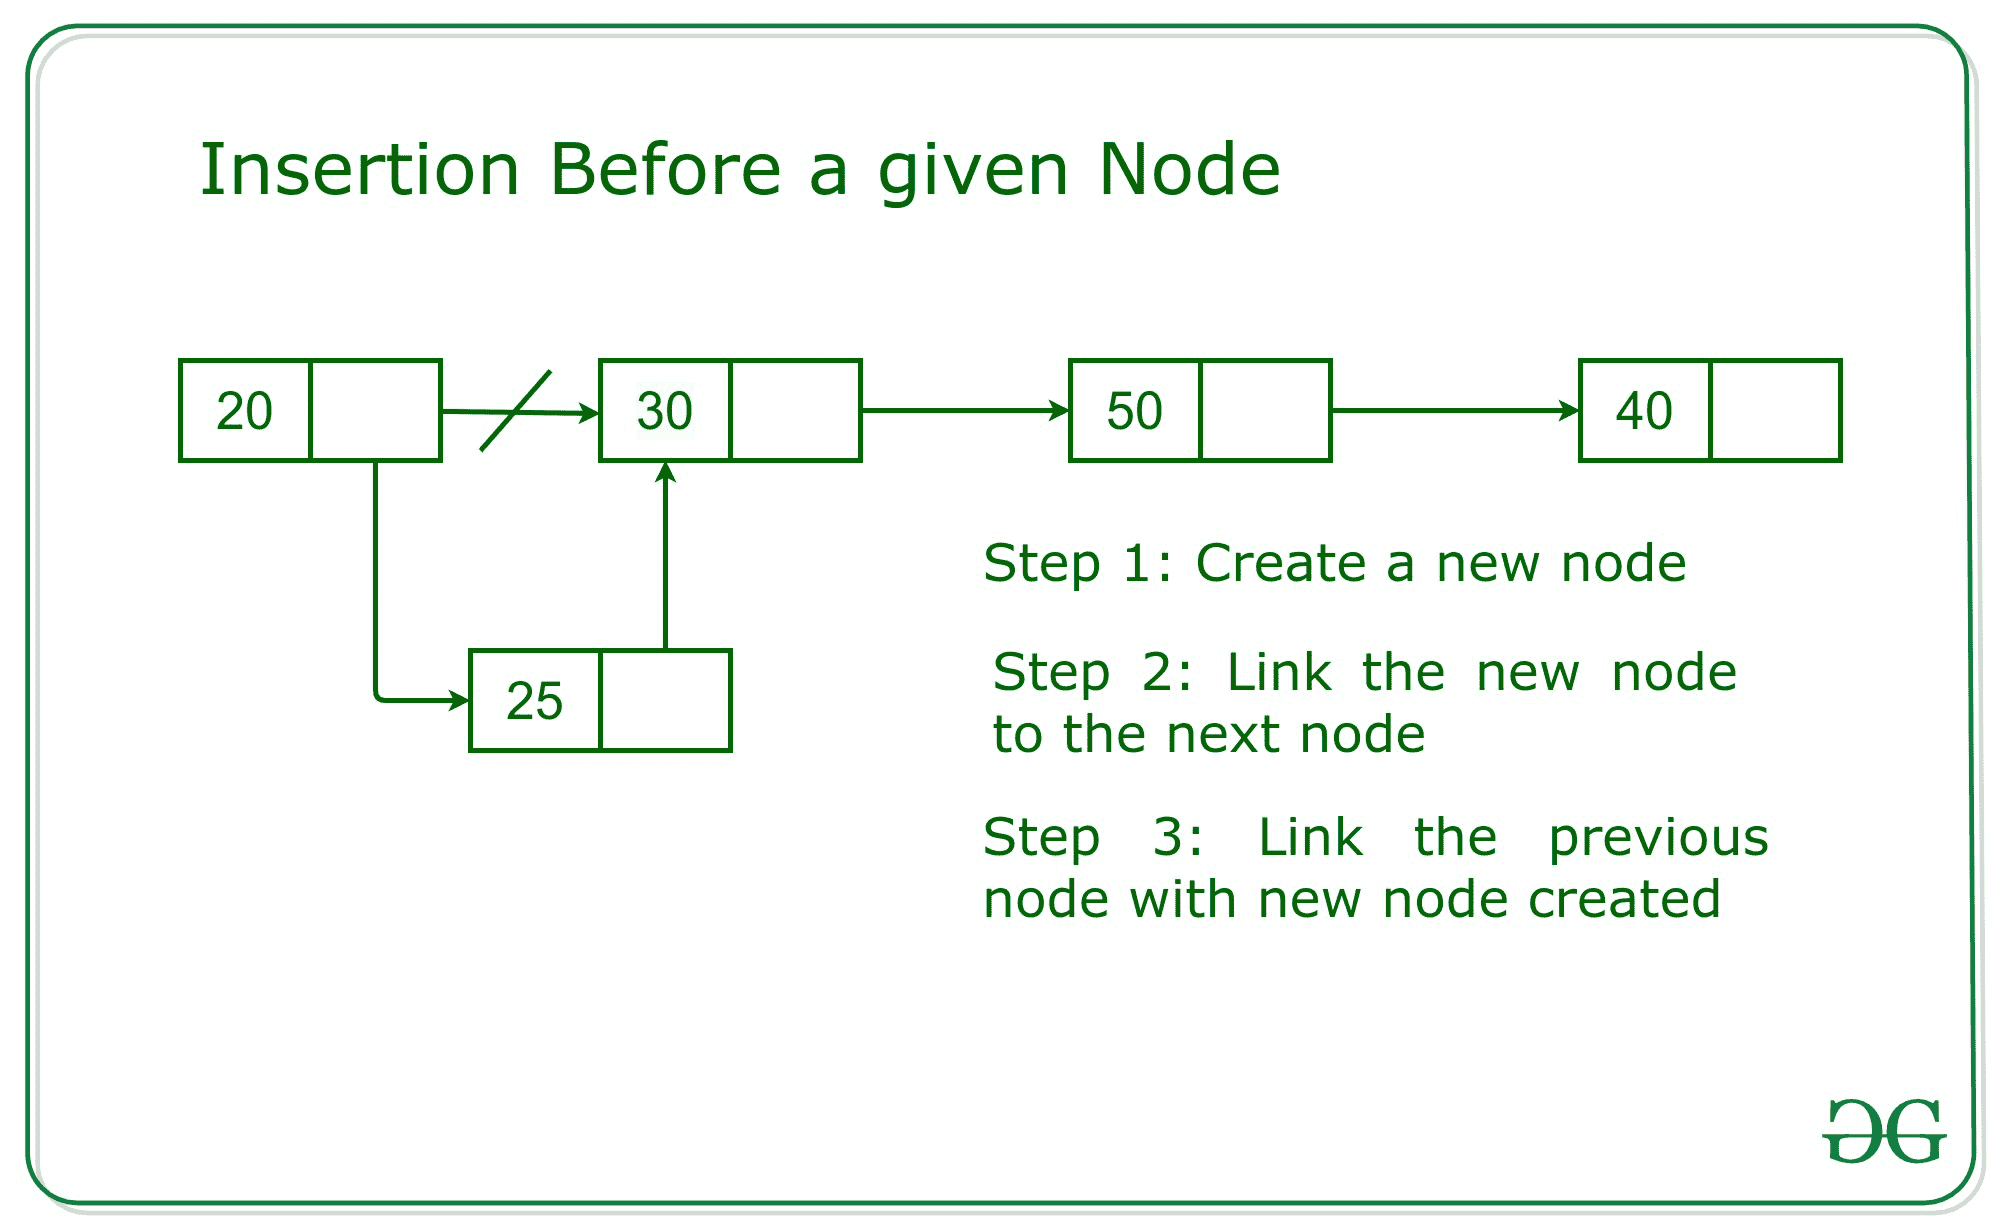 Insertion Before a given Node
20 30 50 40
Step 1: Create a new node
Step 2: Link the new node
to the next node
25
Step 3: Link the previous
node with new node created